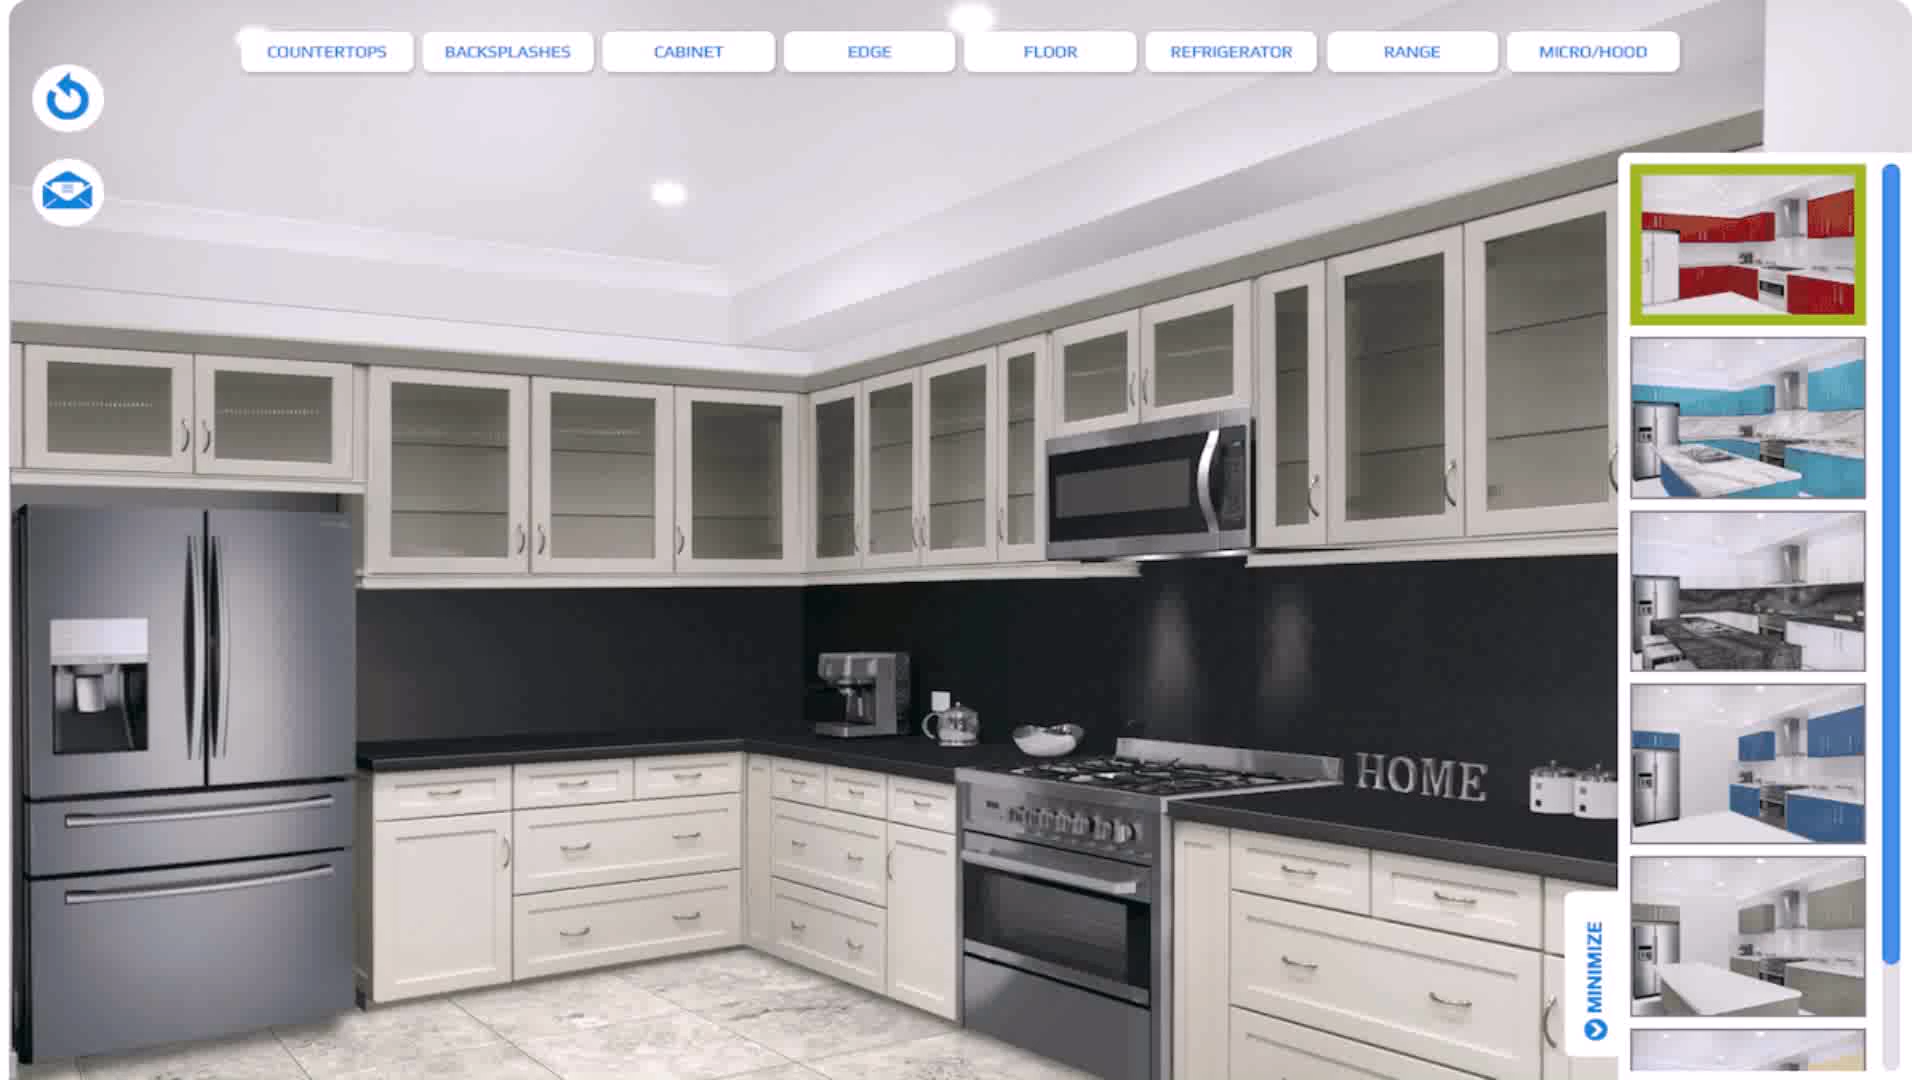 COUNTERTOPS
BACKSPLASHES
CABINET
EDGE
FLOOR
REFRIGERATOR
RANGE
MICRO/HOOD
HOME
MINIMIZE